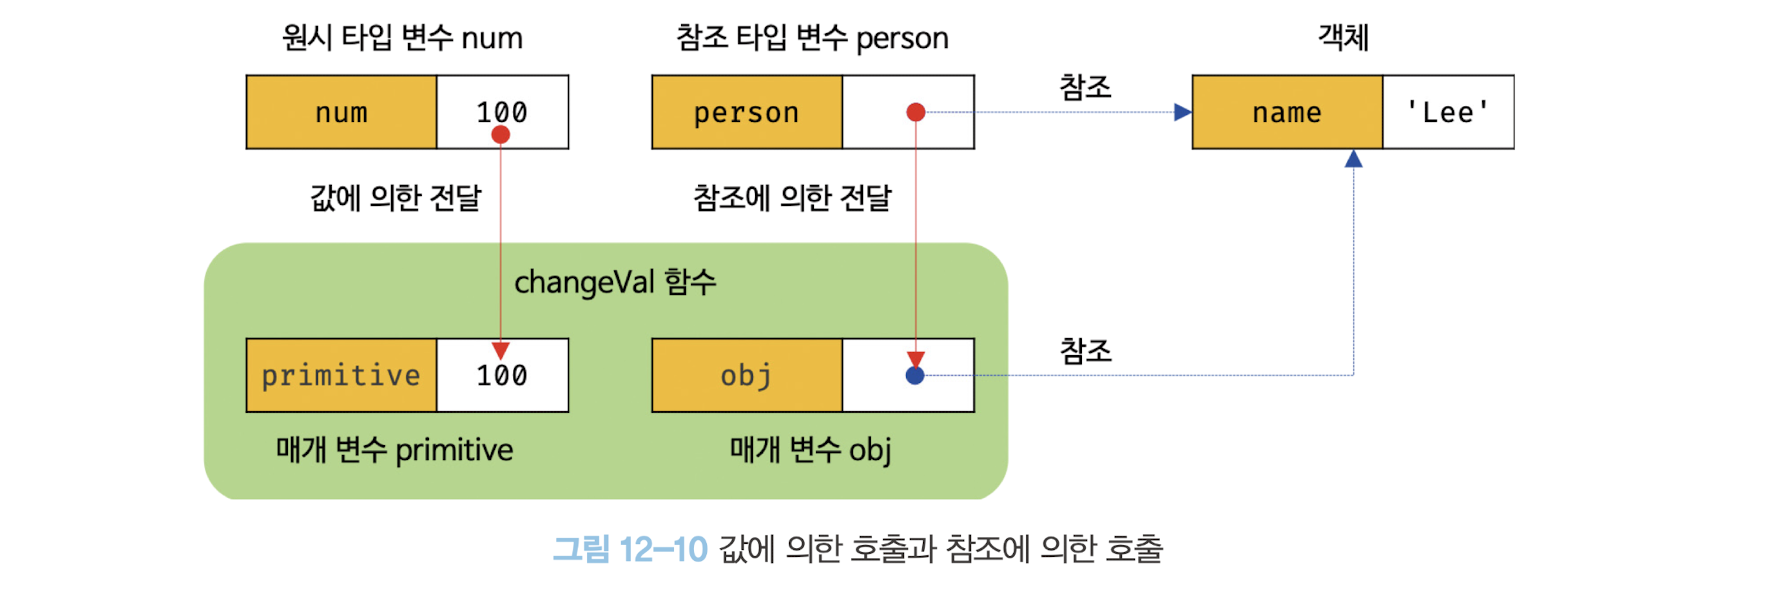 원시 타입 변수 num
참조 타입 변수 person
객체
num
100
person
참조
name
'Lee'
값에 의한 전달
참조에 의한 전달
changeVal 함수
primitive
100
obj
참조
매개 변수 primitive
매개 변수 obj
그림 12-10 값에 의한 호출과 참조에 의한 호출